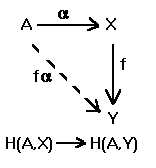 α
A X
fα f
Y
H(A,X) H(A,Y)